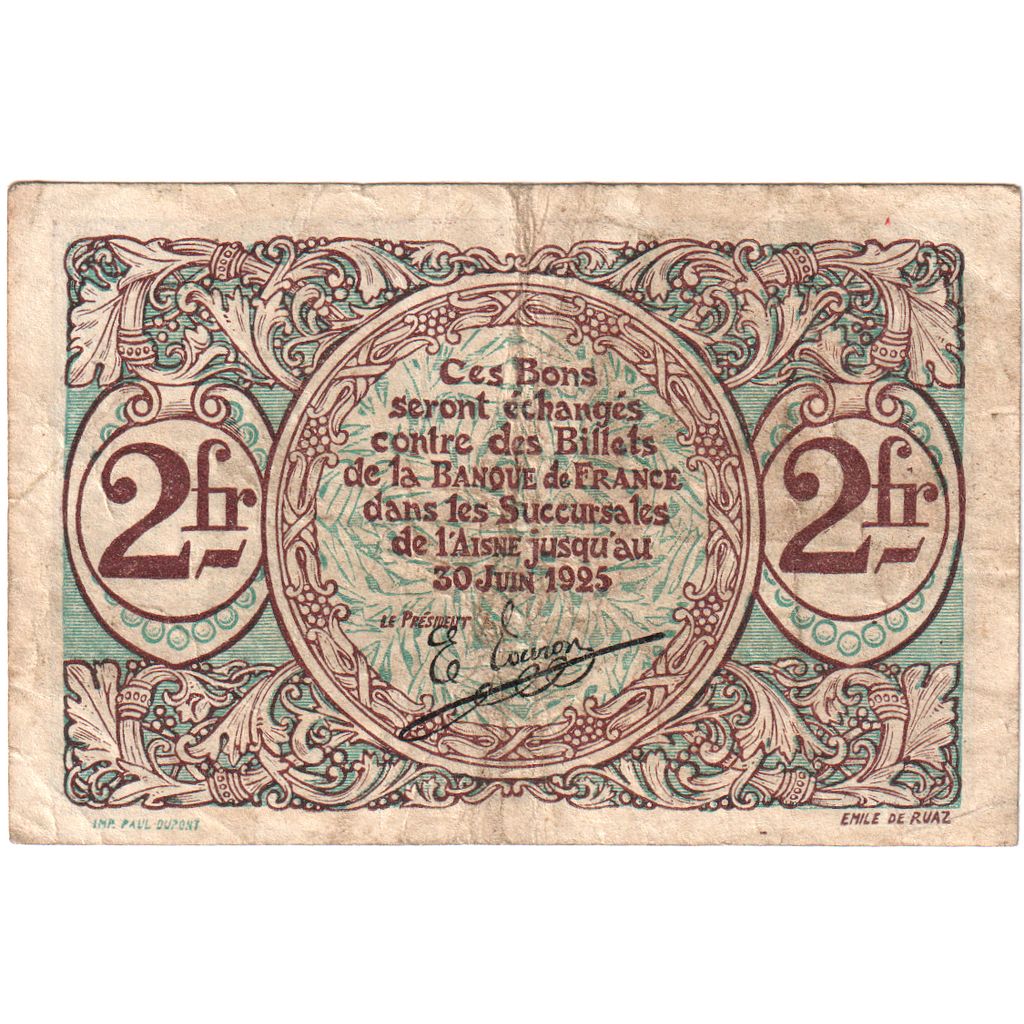 Ces Bons
seront échangés
contre des Billets
de la BANQUE de FRANCE
dans les Succursales
de l'AISNE jusqu'au
30 JUIN 1925
2fr
2fr
LE PRÉSIDENT
E Touron
IMP. PAUL DUPONT
EMILE DE RUAZ